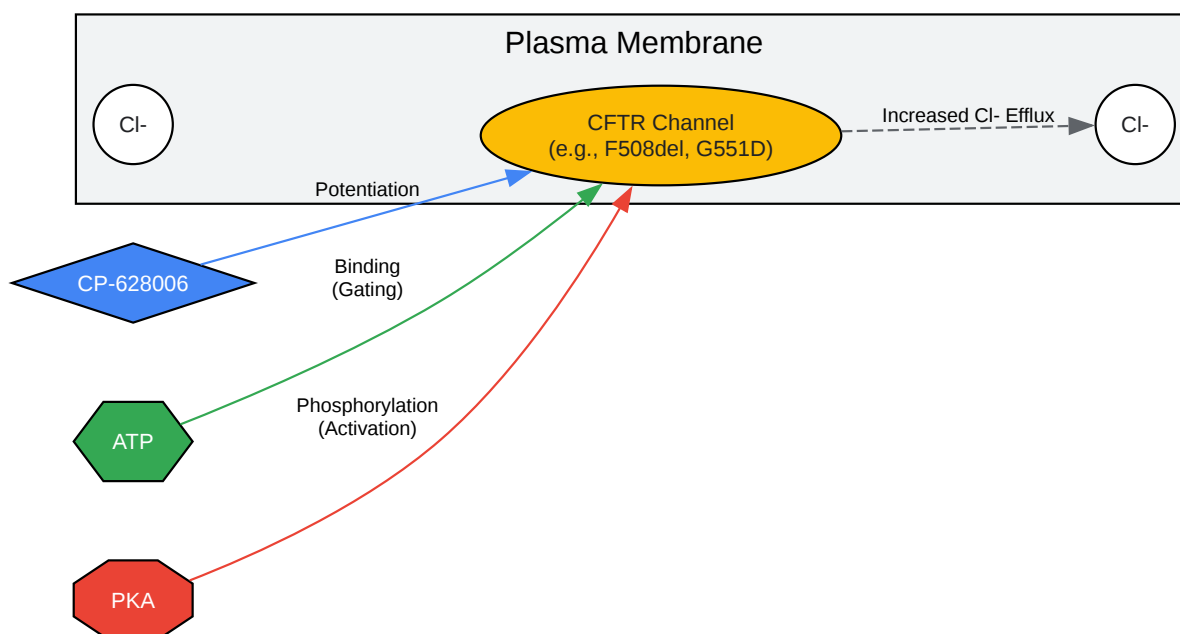 Plasma Membrane
Cl-
CFTR Channel
(e.g., F508del, G551D)
Increased Cl- Efflux
Cl-
Potentiation
CP-628006
Binding
(Gating)
ATP
Phosphorylation
(Activation)
PKA